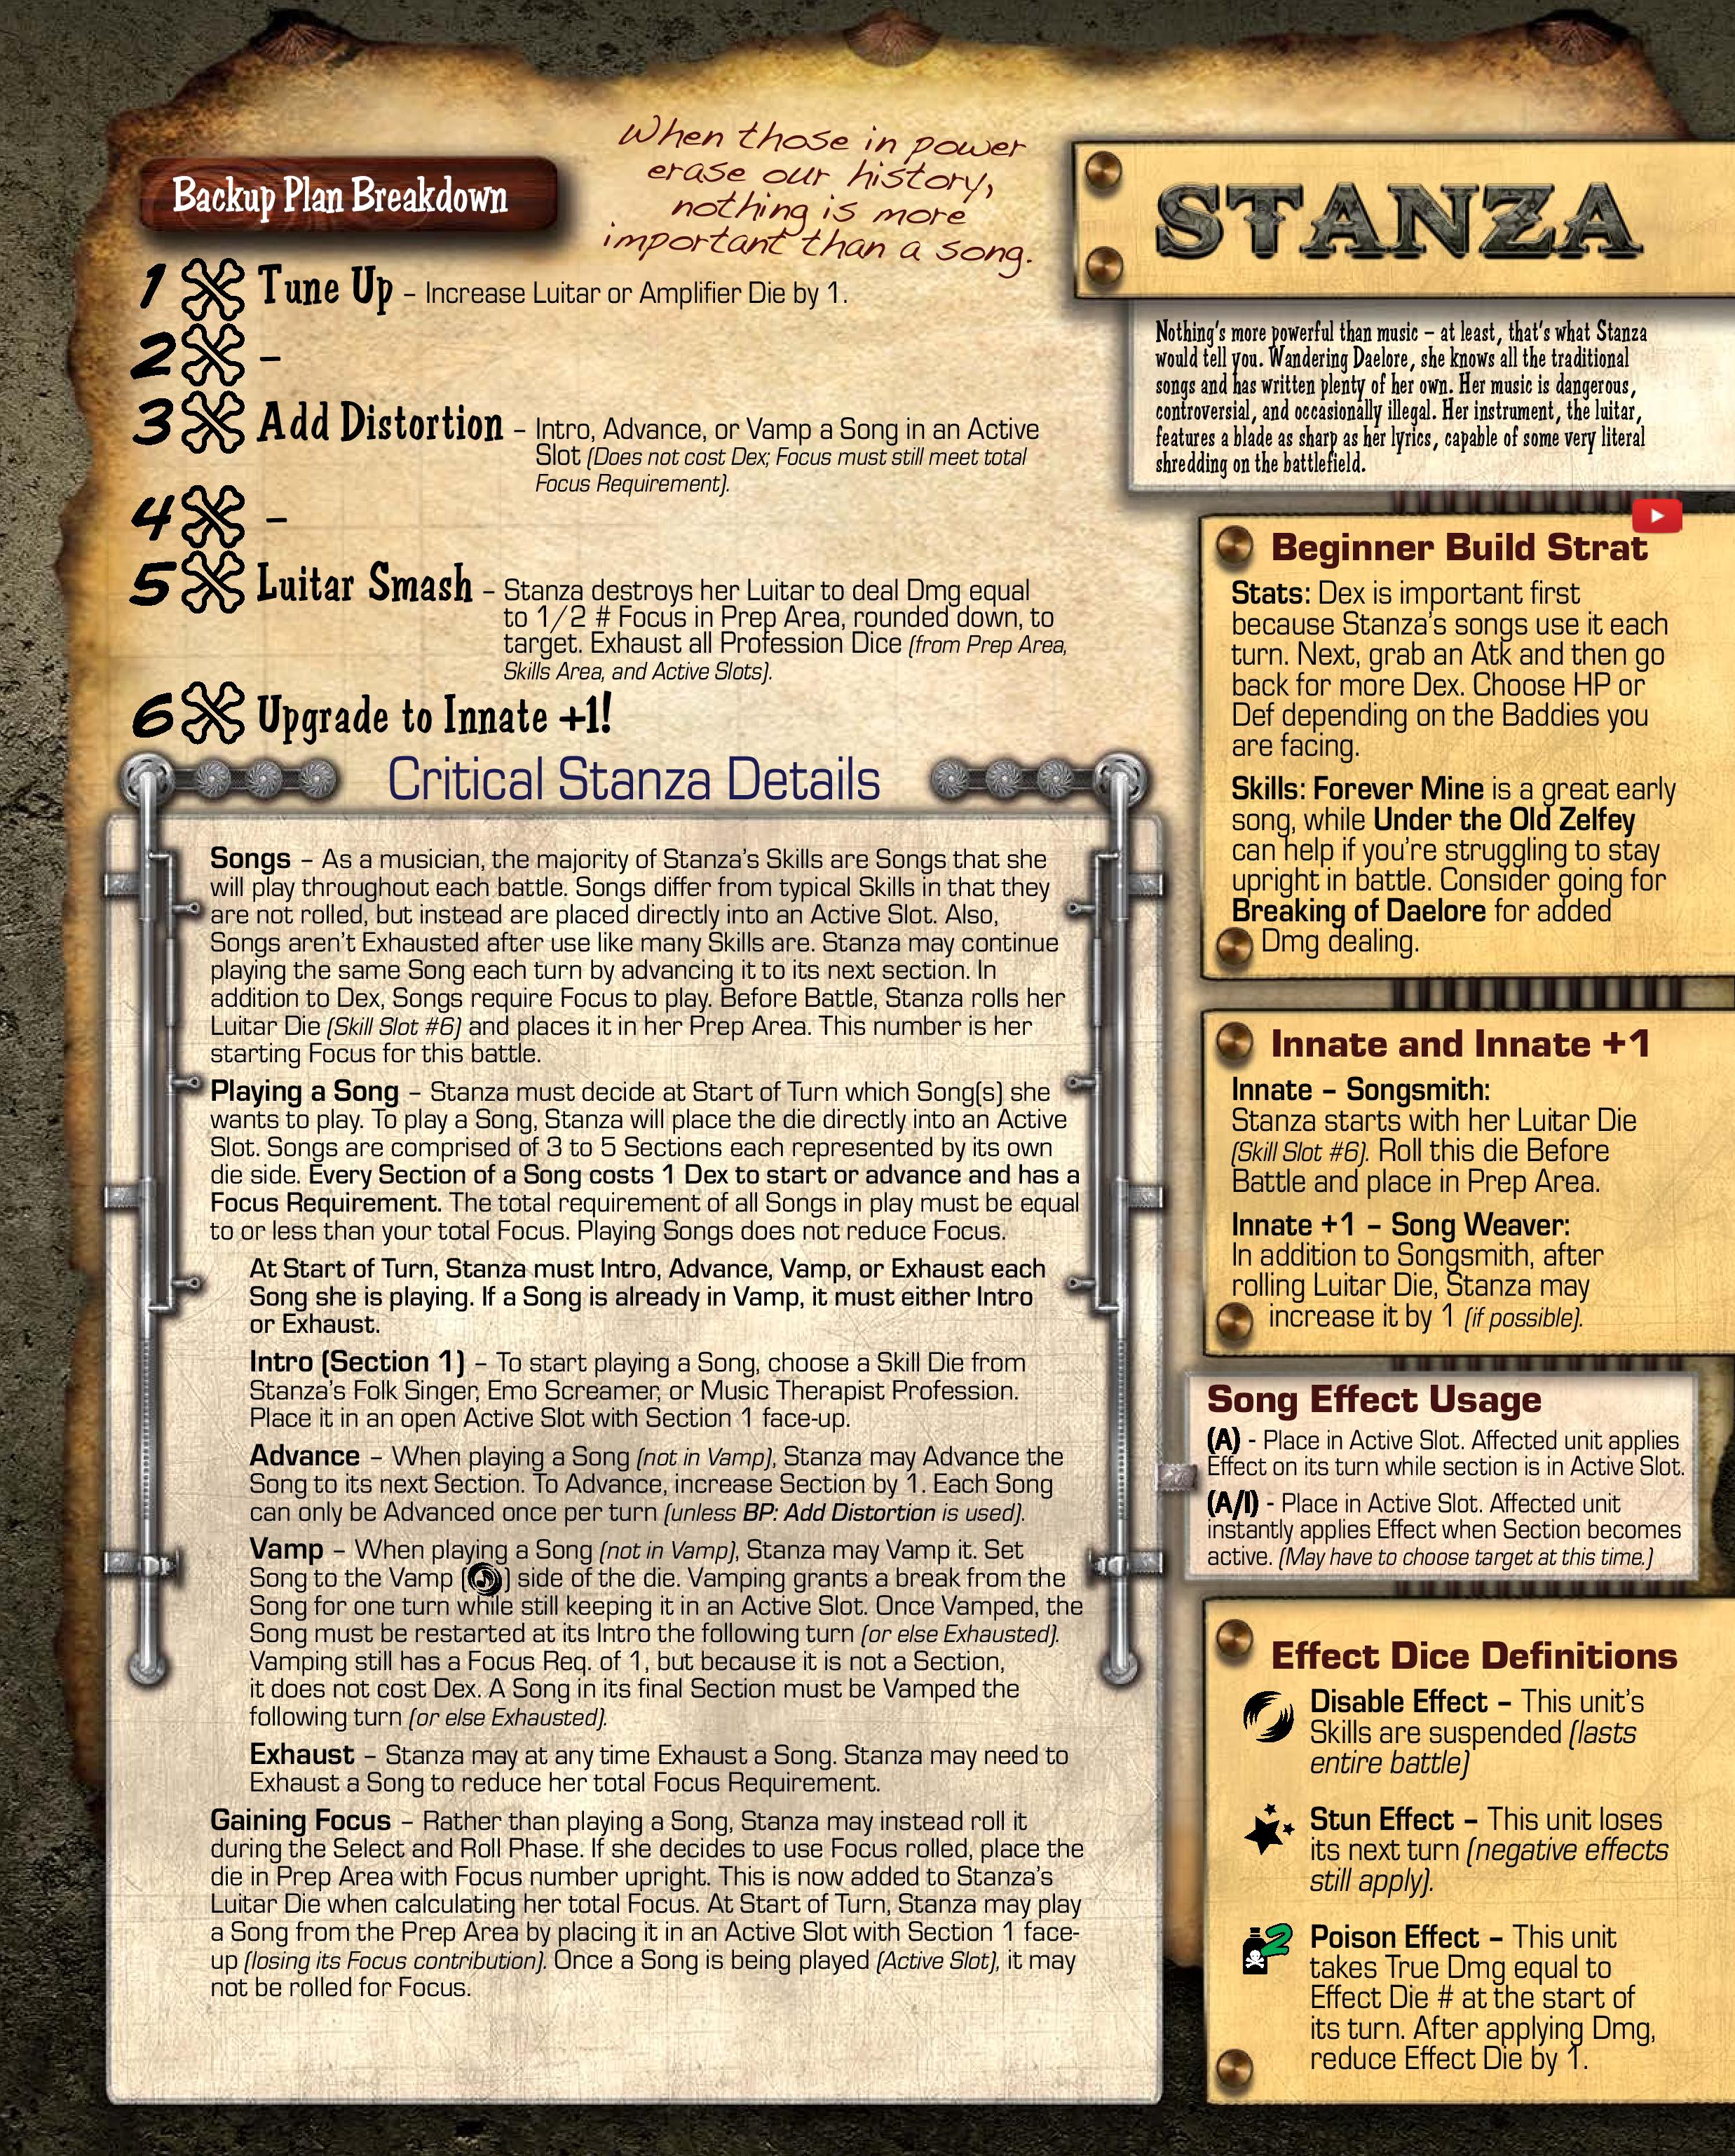 When those in power
erase our history,
nothing is more
important than a song.
Backup Plan Breakdown
1 Tune Up – Increase Luitar or Amplifier Die by 1.
2 –
3 Add Distortion – Intro, Advance, or Vamp a Song in an Active
Slot (Does not cost Dex; Focus must still meet total
Focus Requirement).
4 –
5 Luitar Smash – Stanza destroys her Luitar to deal Dmg equal
to 1/2 # Focus in Prep Area, rounded down, to
target. Exhaust all Profession Dice (from Prep Area,
Skills Area, and Active Slots).
6 Upgrade to Innate +1!
Critical Stanza Details
Songs – As a musician, the majority of Stanza's Skills are Songs that she
will play throughout each battle. Songs differ from typical Skills in that they
are not rolled, but instead are placed directly into an Active Slot. Also,
Songs aren't Exhausted after use like many Skills are. Stanza may continue
playing the same Song each turn by advancing it to its next section. In
addition to Dex, Songs require Focus to play. Before Battle, Stanza rolls her
Luitar Die (Skill Slot #6) and places it in her Prep Area. This number is her
starting Focus for this battle.
Playing a Song – Stanza must decide at Start of Turn which Song(s) she
wants to play. To play a Song, Stanza will place the die directly into an Active
Slot. Songs are comprised of 3 to 5 Sections each represented by its own
die side. Every Section of a Song costs 1 Dex to start or advance and has a
Focus Requirement. The total requirement of all Songs in play must be equal
to or less than your total Focus. Playing Songs does not reduce Focus.
At Start of Turn, Stanza must Intro, Advance, Vamp, or Exhaust each
Song she is playing. If a Song is already in Vamp, it must either Intro
or Exhaust.
Intro (Section 1) – To start playing a Song, choose a Skill Die from
Stanza's Folk Singer, Emo Screamer, or Music Therapist Profession.
Place it in an open Active Slot with Section 1 face-up.
Advance – When playing a Song (not in Vamp), Stanza may Advance the
Song to its next Section. To Advance, increase Section by 1. Each Song
can only be Advanced once per turn (unless BP: Add Distortion is used).
Vamp – When playing a Song (not in Vamp), Stanza may Vamp it. Set
Song to the Vamp ( ) side of the die. Vamping grants a break from the
Song for one turn while still keeping it in an Active Slot. Once Vamped, the
Song must be restarted at its Intro the following turn (or else Exhausted).
Vamping still has a Focus Req. of 1, but because it is not a Section,
it does not cost Dex. A Song in its final Section must be Vamped the
following turn (or else Exhausted).
Exhaust – Stanza may at any time Exhaust a Song. Stanza may need to
Exhaust a Song to reduce her total Focus Requirement.
Gaining Focus – Rather than playing a Song, Stanza may instead roll it
during the Select and Roll Phase. If she decides to use Focus rolled, place the
die in Prep Area with Focus number upright. This is now added to Stanza's
Luitar Die when calculating her total Focus. At Start of Turn, Stanza may play
a Song from the Prep Area by placing it in an Active Slot with Section 1 face-
up (losing its Focus contribution). Once a Song is being played (Active Slot), it may
not be rolled for Focus.
STANZA
Nothing's more powerful than music – at least, that's what Stanza
would tell you. Wandering Daelore, she knows all the traditional
songs and has written plenty of her own. Her music is dangerous,
controversial, and occasionally illegal. Her instrument, the luitar,
features a blade as sharp as her lyrics, capable of some very literal
shredding on the battlefield.
Beginner Build Strat
Stats: Dex is important first
because Stanza's songs use it each
turn. Next, grab an Atk and then go
back for more Dex. Choose HP or
Def depending on the Baddies you
are facing.
Skills: Forever Mine is a great early
song, while Under the Old Zelfey
can help if you're struggling to stay
upright in battle. Consider going for
Breaking of Daelore for added
Dmg dealing.
Innate and Innate +1
Innate – Songsmith:
Stanza starts with her Luitar Die
(Skill Slot #6). Roll this die Before
Battle and place in Prep Area.
Innate +1 – Song Weaver:
In addition to Songsmith, after
rolling Luitar Die, Stanza may
increase it by 1 (if possible).
Song Effect Usage
(A) - Place in Active Slot. Affected unit applies
Effect on its turn while section is in Active Slot.
(A/I) - Place in Active Slot. Affected unit
instantly applies Effect when Section becomes
active. (May have to choose target at this time.)
Effect Dice Definitions
Disable Effect – This unit's
Skills are suspended (lasts
entire battle)
Stun Effect – This unit loses
its next turn (negative effects
still apply).
2 Poison Effect – This unit
takes True Dmg equal to
Effect Die # at the start of
its turn. After applying Dmg,
reduce Effect Die by 1.